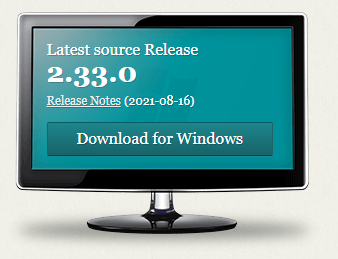 Latest source Release
2.33.0
Release Notes (2021-08-16)
Download for Windows